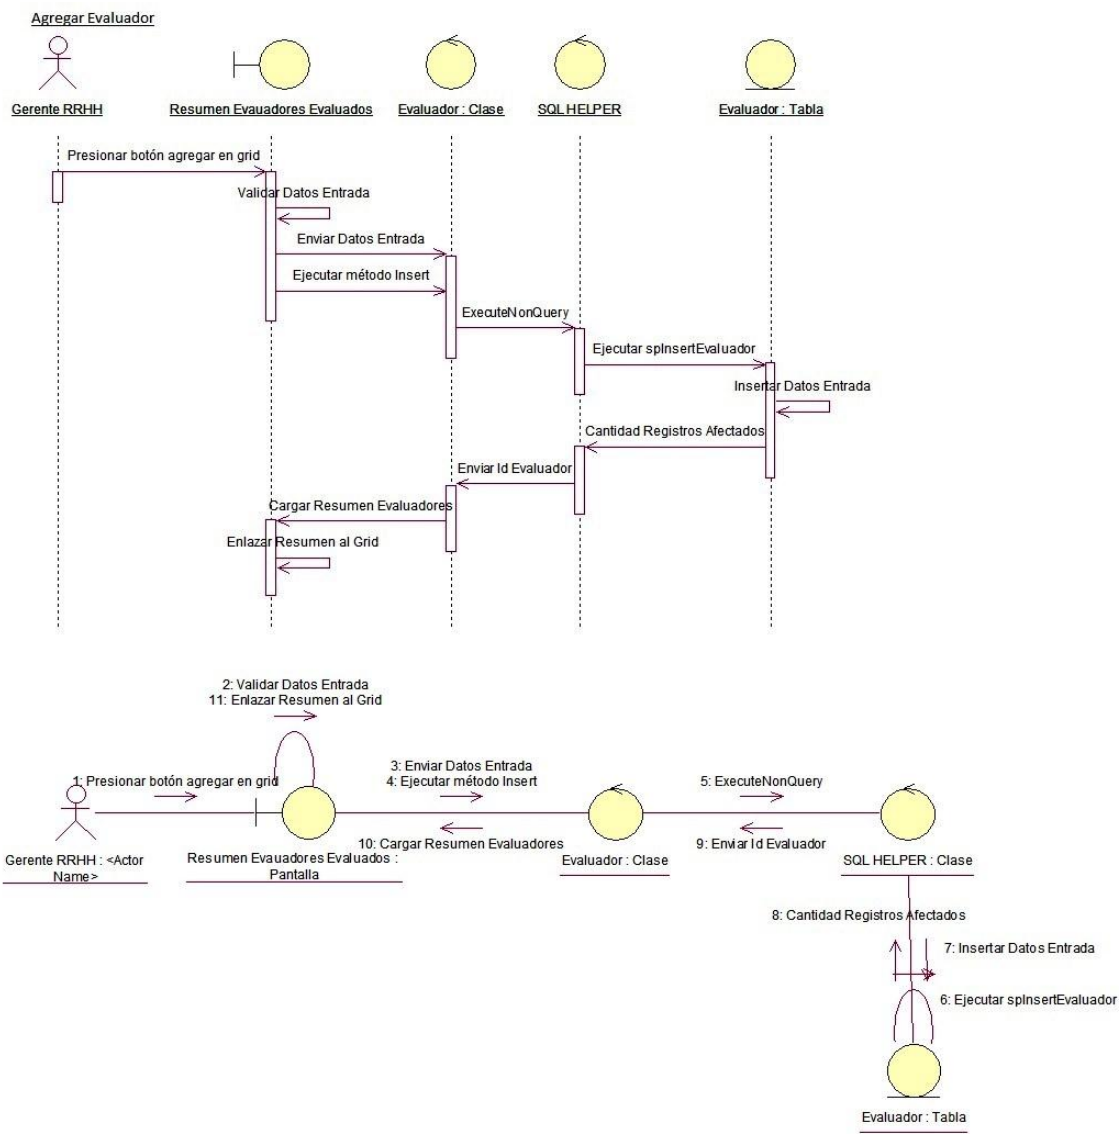 Agregar Evaluador
Gerente RRHH
Resumen Evauadores Evaluados
Evaluador : Clase
SQL HELPER
Evaluador : Tabla
Presionar botón agregar en grid
Validar Datos Entrada
Enviar Datos Entrada
Ejecutar método Insert
ExecuteNonQuery
Ejecutar spInsertEvaluador
Insertar Datos Entrada
Cantidad Registros Afectados
Enviar Id Evaluador
Cargar Resumen Evaluadores
Enlazar Resumen al Grid
2: Validar Datos Entrada
11: Enlazar Resumen al Grid
1: Presionar botón agregar en grid
3: Enviar Datos Entrada
4: Ejecutar método Insert
5: ExecuteNonQuery
10: Cargar Resumen Evaluadores
9: Enviar Id Evaluador
Gerente RRHH : <Actor
Name>
Resumen Evauadores Evaluados :
Pantalla
Evaluador : Clase
SQL HELPER : Clase
8: Cantidad Registros Afectados
7: Insertar Datos Entrada
6: Ejecutar spInsertEvaluador
Evaluador : Tabla